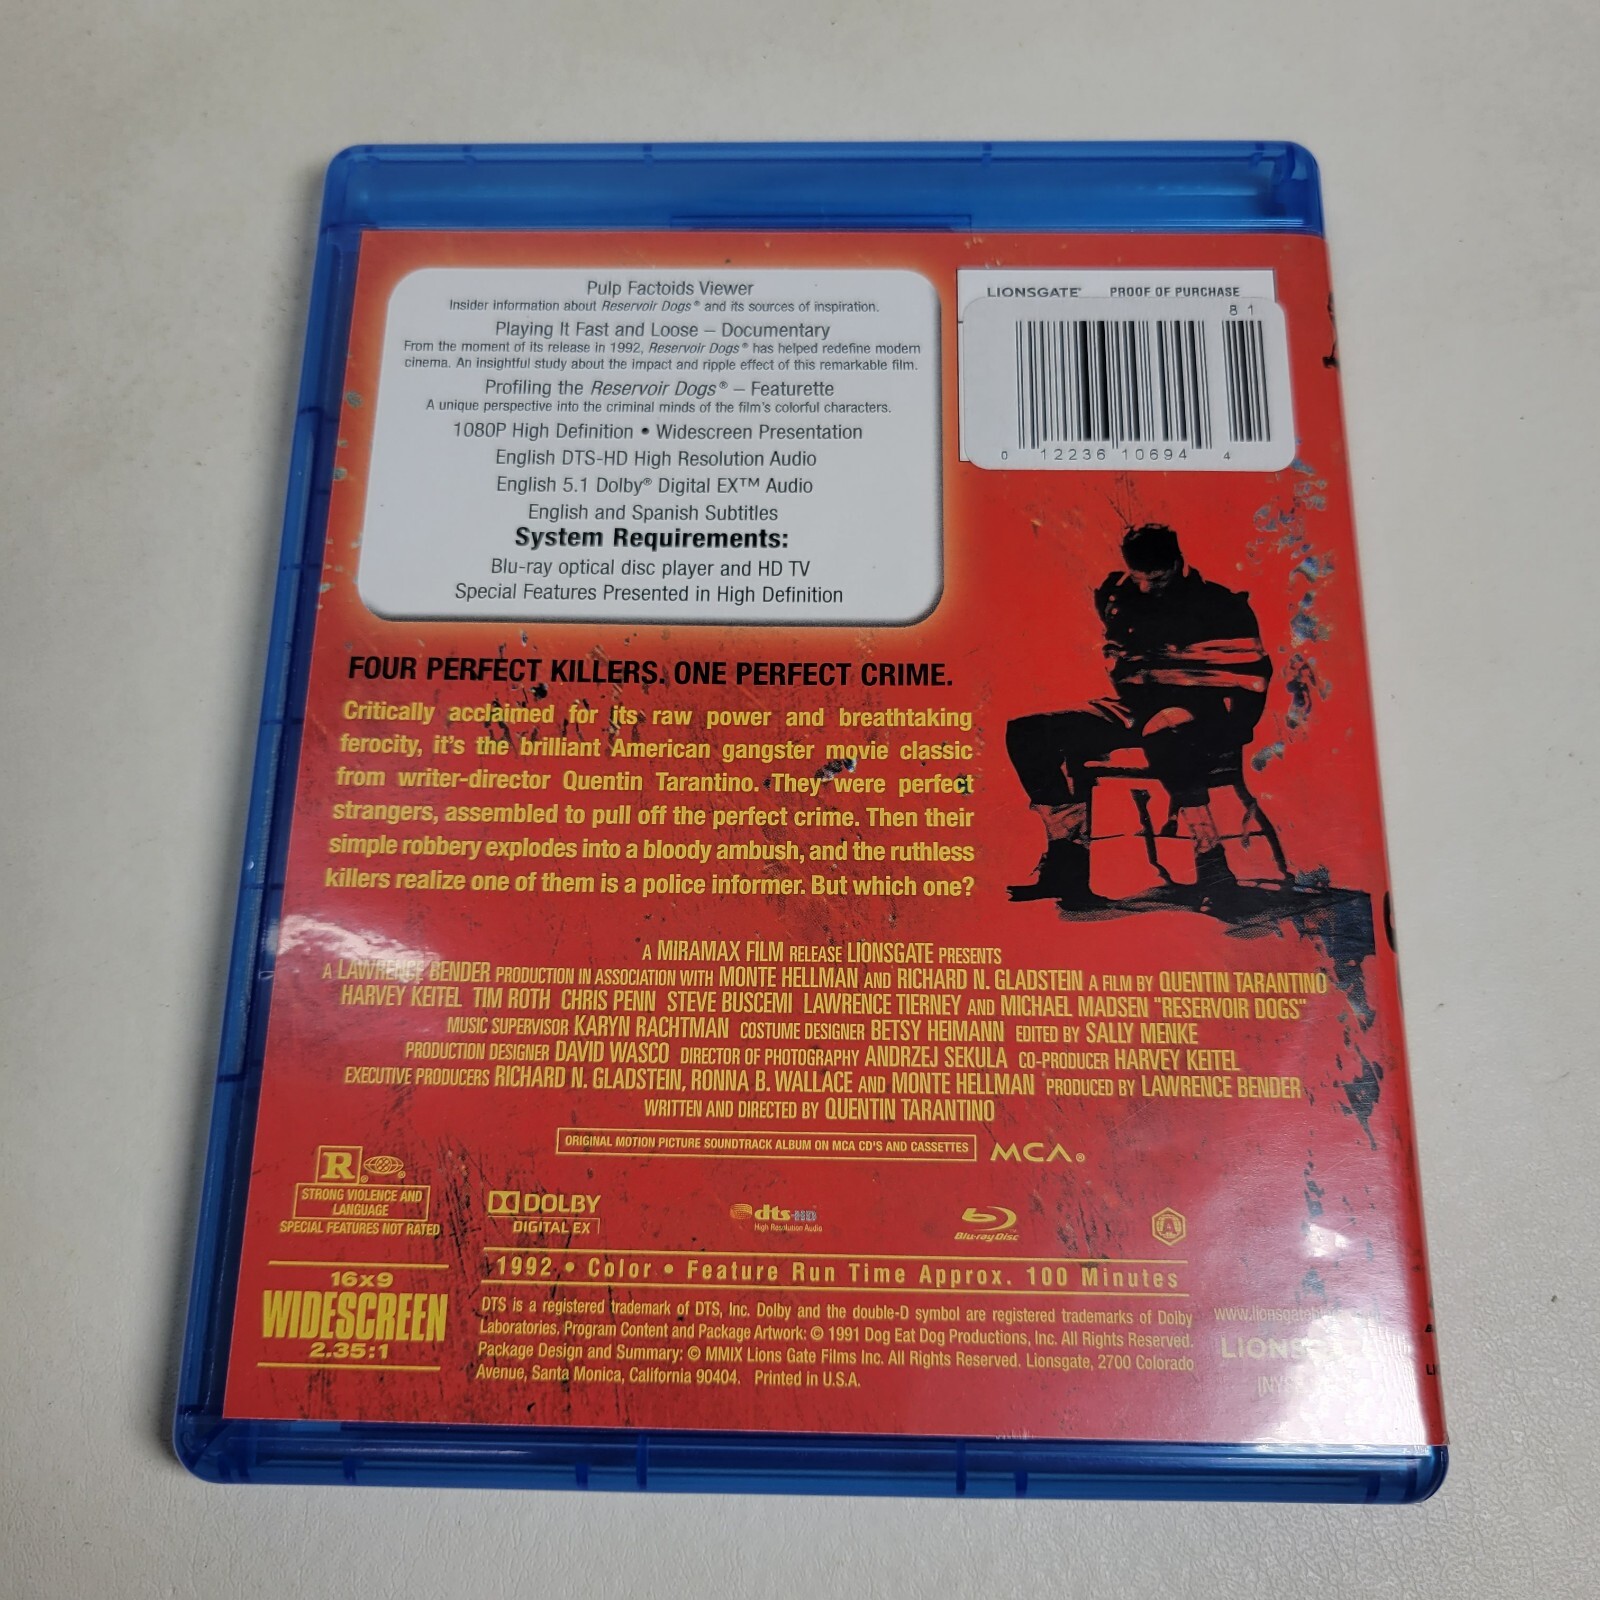 Pulp Factoids Viewer
Insider information about Reservoir Dogs® and its sources of inspiration.
Playing It Fast and Loose – Documentary
From the moment of its release in 1992, Reservoir Dogs® has helped redefine modern
cinema. An insightful study about the impact and ripple effect of this remarkable film.
Profiling the Reservoir Dogs® – Featurette
A unique perspective into the criminal minds of the film's colorful characters.
1080P High Definition • Widescreen Presentation
English DTS-HD High Resolution Audio
English 5.1 Dolby® Digital EX™ Audio
English and Spanish Subtitles
System Requirements:
Blu-ray optical disc player and HD TV
Special Features Presented in High Definition
LIONSGATE® PROOF OF PURCHASE
81
0 12236 10694 4
FOUR PERFECT KILLERS. ONE PERFECT CRIME.
Critically acclaimed for its raw power and breathtaking
ferocity, it's the brilliant American gangster movie classic
from writer-director Quentin Tarantino. They were perfect
strangers, assembled to pull off the perfect crime. Then their
simple robbery explodes into a bloody ambush, and the ruthless
killers realize one of them is a police informer. But which one?
A MIRAMAX FILM RELEASE LIONSGATE PRESENTS
A LAWRENCE BENDER PRODUCTION IN ASSOCIATION WITH MONTE HELLMAN AND RICHARD N. GLADSTEIN A FILM BY QUENTIN TARANTINO
HARVEY KEITEL TIM ROTH CHRIS PENN STEVE BUSCEMI LAWRENCE TIERNEY AND MICHAEL MADSEN "RESERVOIR DOGS"
MUSIC SUPERVISOR KARYN RACHTMAN COSTUME DESIGNER BETSY HEIMANN EDITED BY SALLY MENKE
PRODUCTION DESIGNER DAVID WASCO DIRECTOR OF PHOTOGRAPHY ANDRZEJ SEKULA CO-PRODUCER HARVEY KEITEL
EXECUTIVE PRODUCERS RICHARD N. GLADSTEIN, RONNA B. WALLACE AND MONTE HELLMAN PRODUCED BY LAWRENCE BENDER
WRITTEN AND DIRECTED BY QUENTIN TARANTINO
ORIGINAL MOTION PICTURE SOUNDTRACK ALBUM ON MCA CD'S AND CASSETTES MCA®
R®
STRONG VIOLENCE AND
LANGUAGE
SPECIAL FEATURES NOT RATED
DOLBY
DIGITAL EX
dts-HD
High Resolution Audio
Blu-ray Disc
A
16x9
WIDESCREEN
2.35:1
1992 • Color • Feature Run Time Approx. 100 Minutes
DTS is a registered trademark of DTS, Inc. Dolby and the double-D symbol are registered trademarks of Dolby
Laboratories. Program Content and Package Artwork: © 1991 Dog Eat Dog Productions, Inc. All Rights Reserved.
Package Design and Summary: © MMIX Lions Gate Films Inc. All Rights Reserved. Lionsgate, 2700 Colorado
Avenue, Santa Monica, California 90404. Printed in U.S.A.